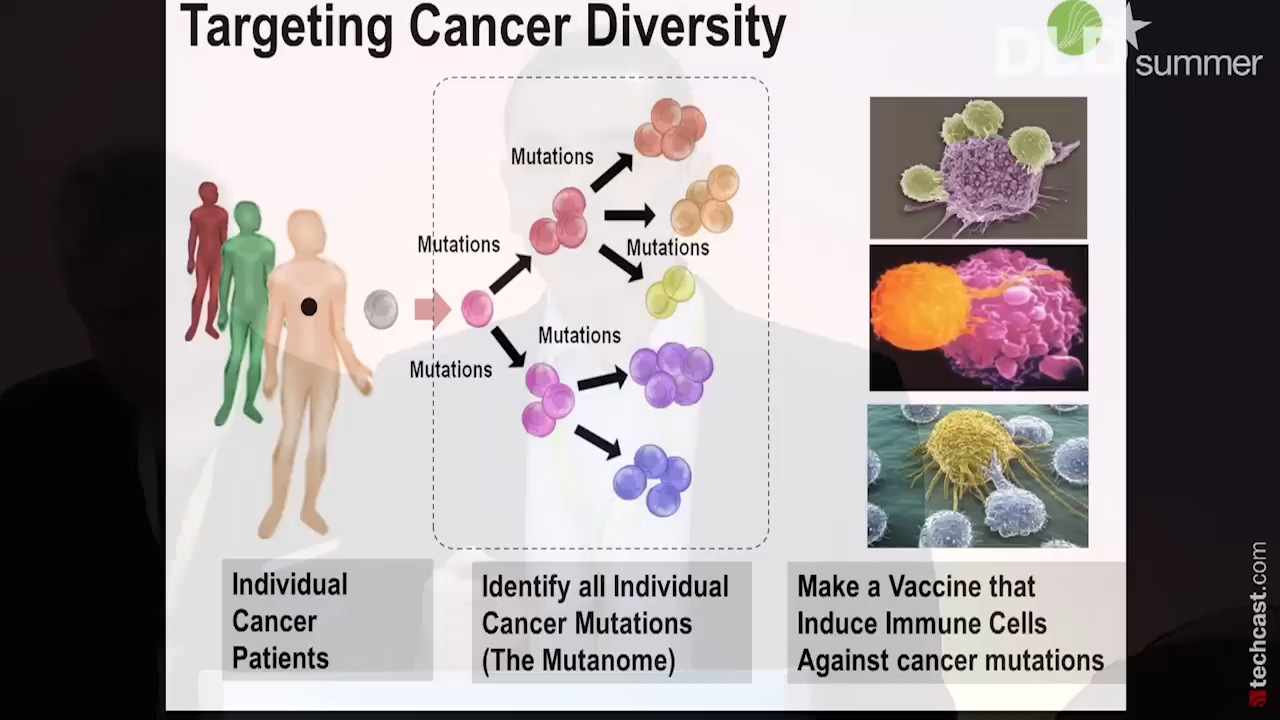 Targeting Cancer Diversity
DLD
summer
Mutations
Mutations
Mutations
Mutations
Mutations
Individual
Cancer
Patients
Identify all Individual
Cancer Mutations
(The Mutanome)
Make a Vaccine that
Induce Immune Cells
Against cancer mutations
techcast.com